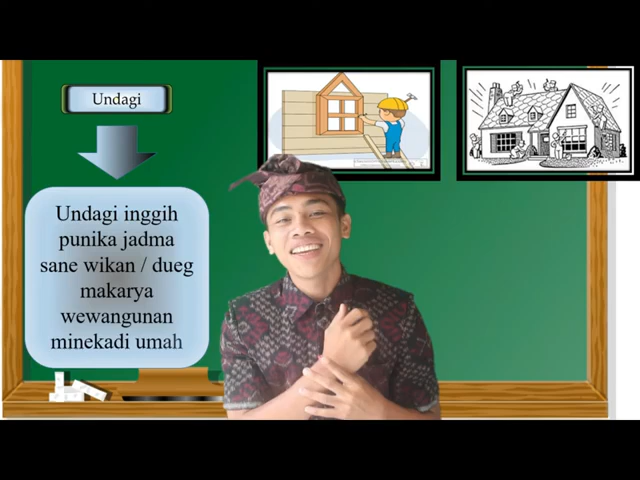 Undagi
Undagi inggih
punika jadma
sane wikan / dueg
makarya
wewangunan
minekadi umah